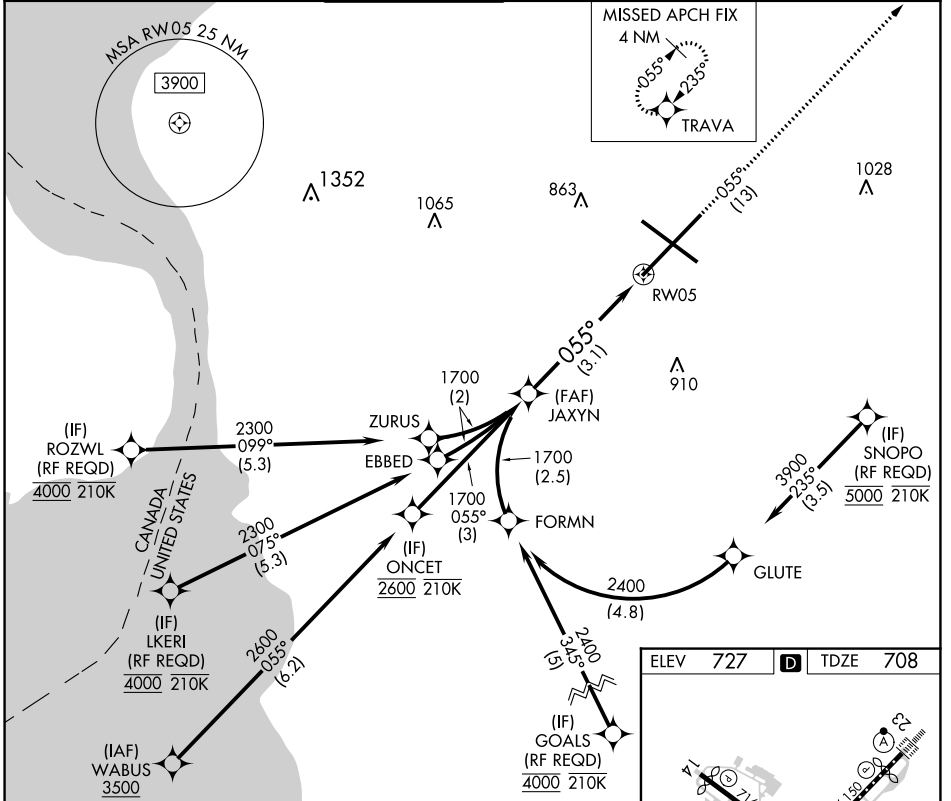 MSA RW05 25 NM
3900
MISSED APCH FIX
4 NM
055°
235°
TRAVA
1352
1065
863
1028
055°
(13)
RW05
055°
(3.1)
910
(FAF)
JAXYN
1700
(2)
ZURUS
EBBED
1700
(2.5)
1700
055°
(3)
FORMN
(IF)
ROZWL
(RF REQD)
4000 210K
2300
099°
(5.3)
CANADA
UNITED STATES
2300
075°
(5.3)
(IF)
LKERI
(RF REQD)
4000 210K
(IF)
ONCET
2600 210K
2600
055°
(6.2)
(IAF)
WABUS
3500
(IF)
SNOPO
(RF REQD)
5000 210K
3900
235°
(3.5)
GLUTE
2400
(4.8)
2400
345°
(5)
(IF)
GOALS
(RF REQD)
4000 210K
ELEV 727 D TDZE 708
A
23
14
P
P